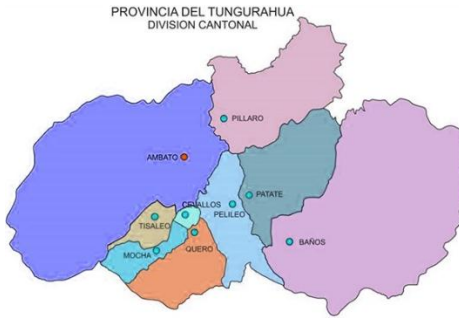 PROVINCIA DEL TUNGURAHUA
DIVISION CANTONAL
PILLARO
AMBATO
PATATE
CEVALLOS
PELILEO
TISALEO
QUERO
MOCHA
BAÑOS